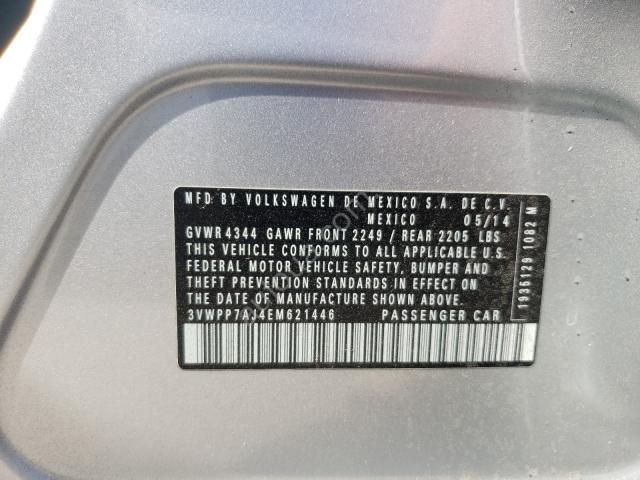 MFD BY VOLKSWAGEN DE MEXICO S.A. DE C.V.
MEXICO 05/14
GVWR 4344 GAWR FRONT 2249 / REAR 2205 LBS
THIS VEHICLE CONFORMS TO ALL APPLICABLE U.S.
FEDERAL MOTOR VEHICLE SAFETY, BUMPER AND
THEFT PREVENTION STANDARDS IN EFFECT ON
THE DATE OF MANUFACTURE SHOWN ABOVE.
3VWPP7AJ4EM621446 PASSENGER CAR
1935129 1082 M